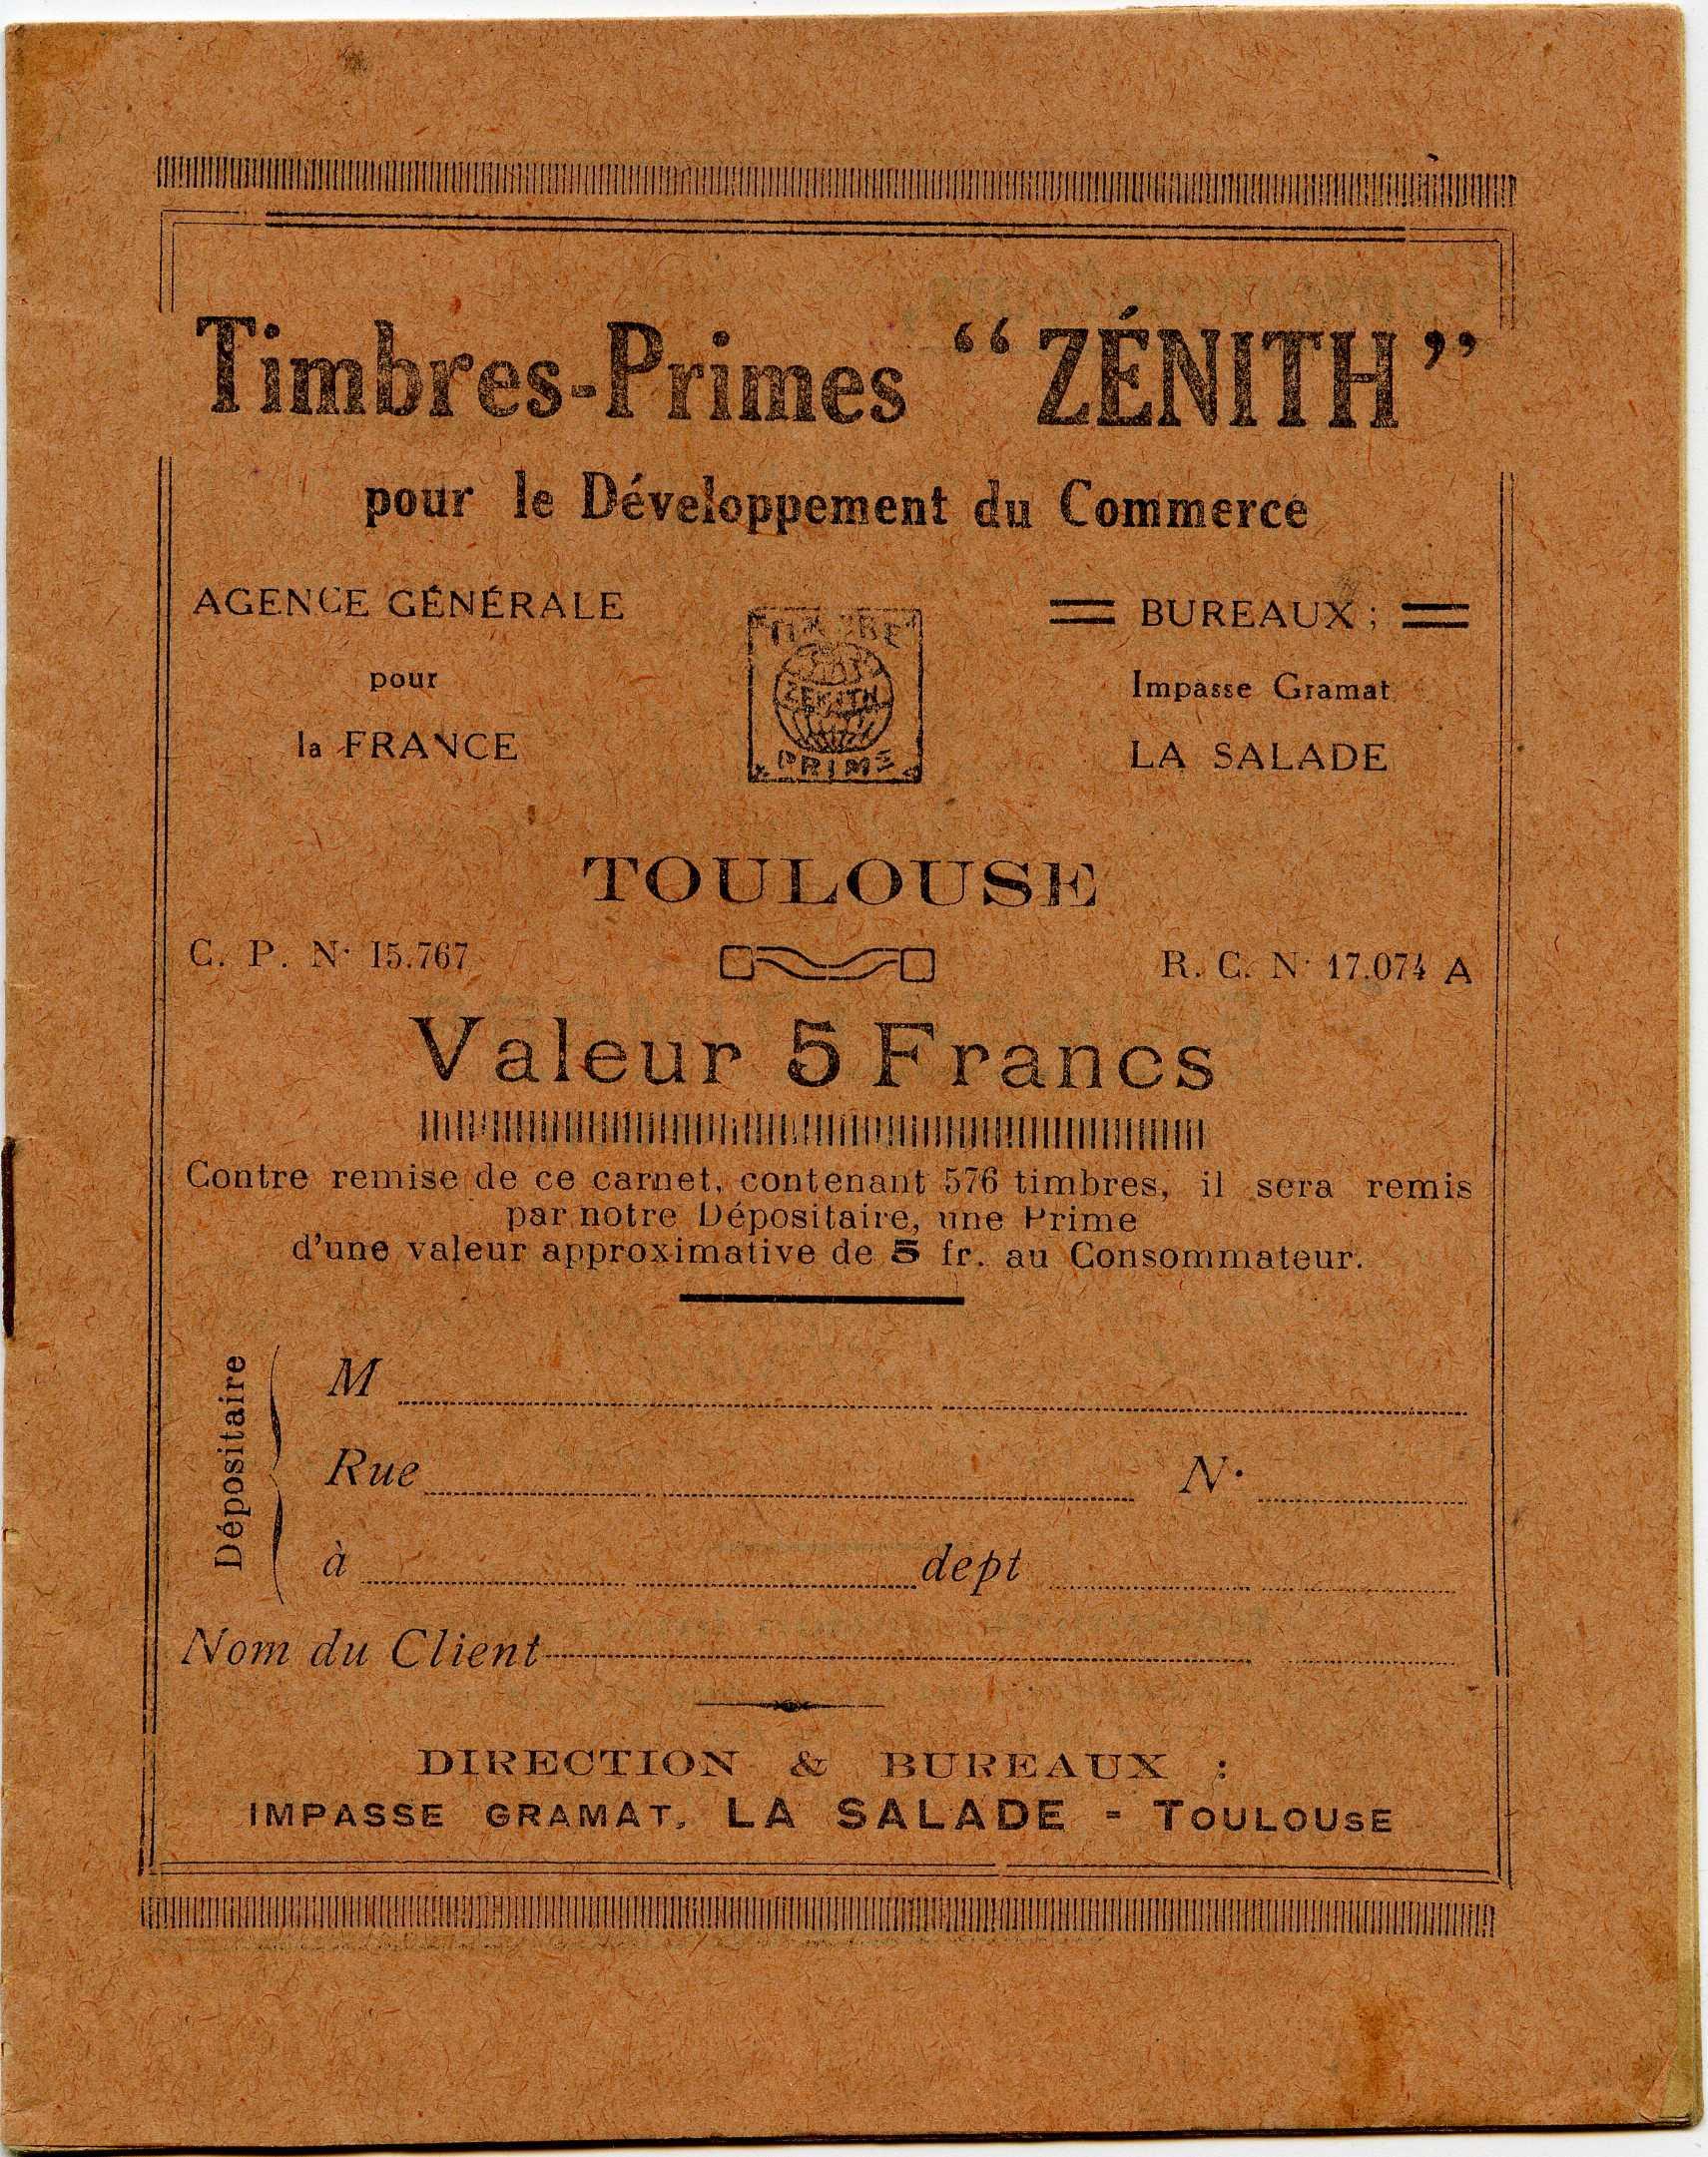 Timbres-Primes "ZÉNITH"
pour le Développement du Commerce
AGENCE GÉNÉRALE
pour
la FRANCE
TIMBRE
ZENITH
PRIME
BUREAUX :
Impasse Gramat
LA SALADE
TOULOUSE
C. P. N° 15.767
R. C. N° 17.074 A
Valeur 5 Francs
Contre remise de ce carnet, contenant 576 timbres, il sera remis
par notre Dépositaire, une Prime
d'une valeur approximative de 5 fr. au Consommateur.
Dépositaire
M
Rue N°
à dept
Nom du Client
DIRECTION & BUREAUX :
IMPASSE GRAMAT, LA SALADE - TOULOUSE